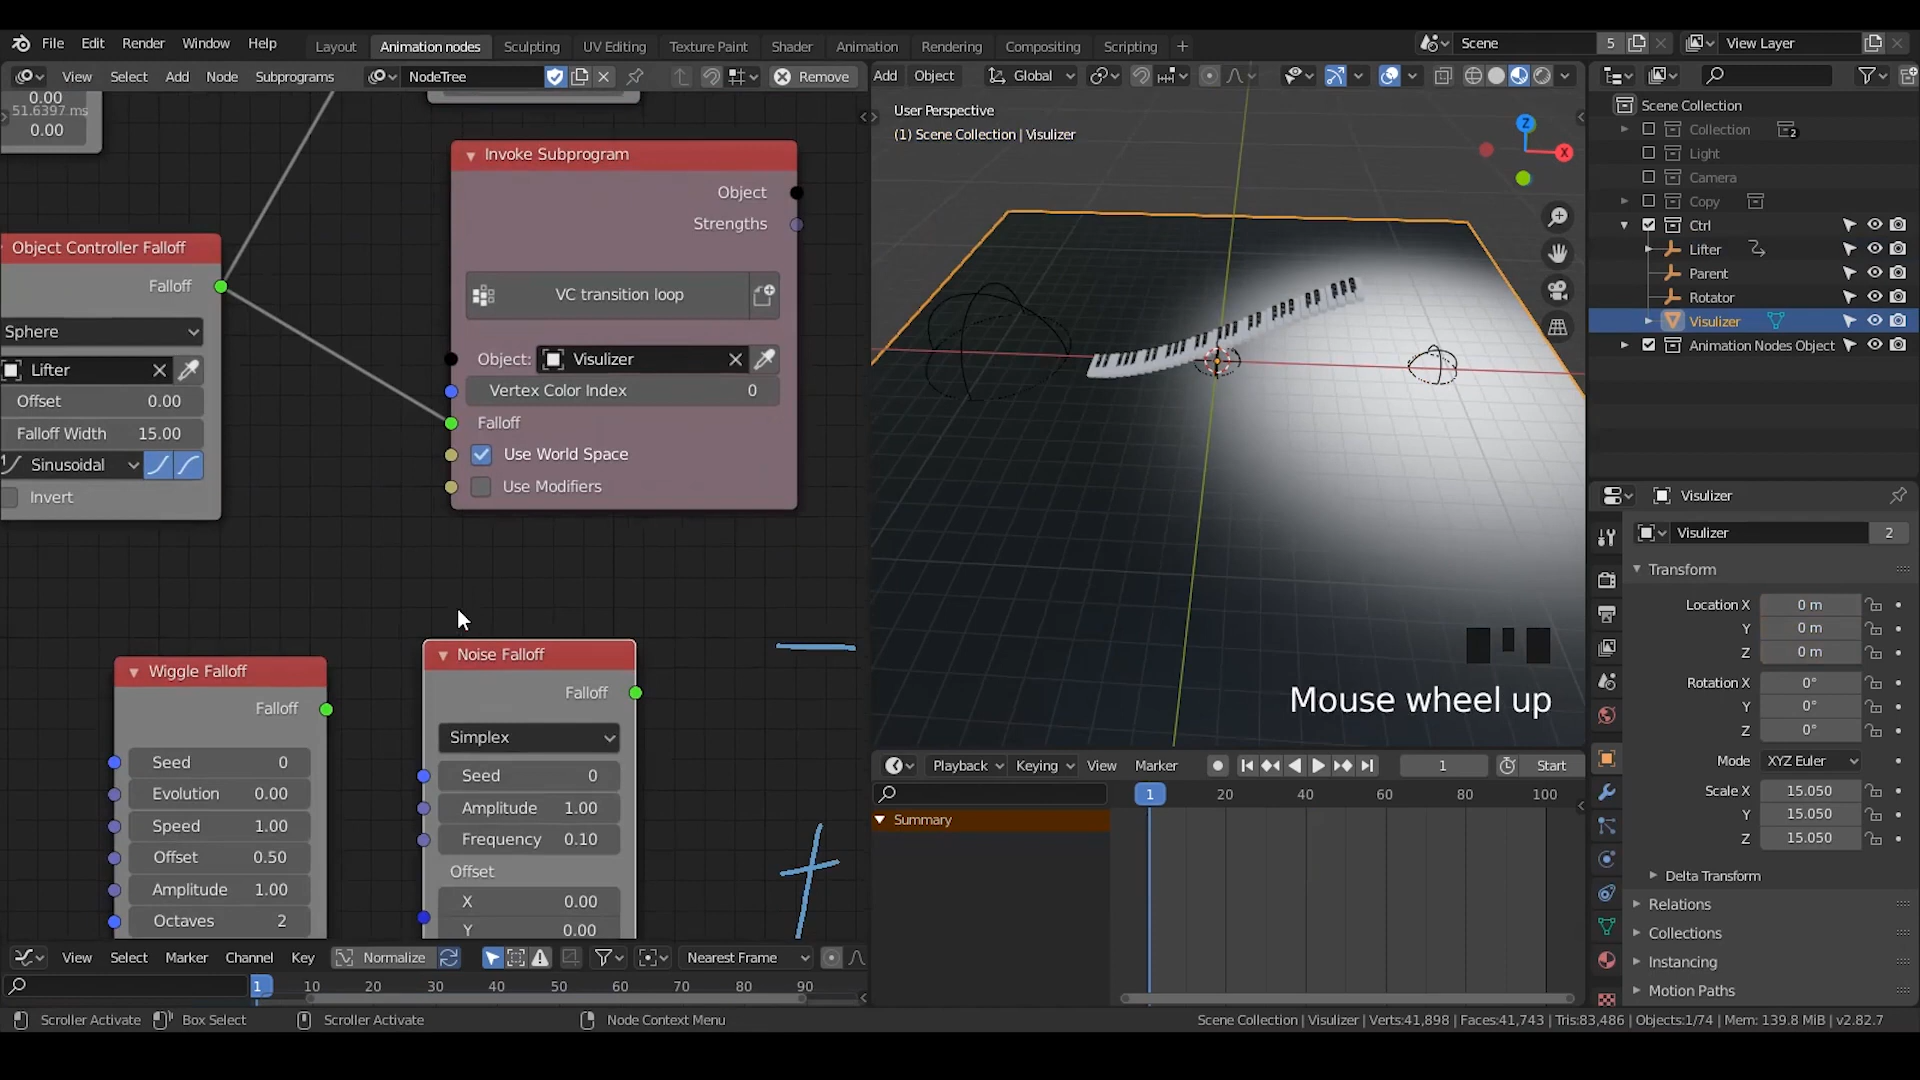 File Edit Render Window Help Layout Animation nodes Sculpting UV Editing Texture Paint Shader Animation Rendering Compositing Scripting + Scene 5 View Layer
View Select Add Node Subprograms NodeTree Remove
Add Object Global
0.00
51.6397 ms
0.00
Object Controller Falloff
Falloff
Sphere
Lifter
Offset 0.00
Falloff Width 15.00
Sinusoidal
Invert
Invoke Subprogram
Object
Strengths
VC transition loop
Object: Visulizer
Vertex Color Index 0
Falloff
Use World Space
Use Modifiers
Wiggle Falloff
Falloff
Seed 0
Evolution 0.00
Speed 1.00
Offset 0.50
Amplitude 1.00
Octaves 2
Noise Falloff
Falloff
Simplex
Seed 0
Amplitude 1.00
Frequency 0.10
Offset
X 0.00
Y 0.00
User Perspective
(1) Scene Collection | Visulizer
Z
X
Mouse wheel up
Playback Keying View Marker 1 Start
1 20 40 60 80 100
Summary
Scene Collection
Collection 2
Light
Camera
Copy
Ctrl
Lifter
Parent
Rotator
Visulizer
Animation Nodes Object
Visulizer
Visulizer 2
Transform
Location X 0 m
Y 0 m
Z 0 m
Rotation X 0°
Y 0°
Z 0°
Mode XYZ Euler
Scale X 15.050
Y 15.050
Z 15.050
Delta Transform
Relations
Collections
Instancing
Motion Paths
View Select Marker Channel Key Normalize Nearest Frame
1 10 20 30 40 50 60 70 80 90
Scroller Activate Box Select Scroller Activate Node Context Menu Scene Collection | Visulizer | Verts:41,898 | Faces:41,743 | Tris:83,486 | Objects:1/74 | Mem: 139.8 MiB | v2.82.7